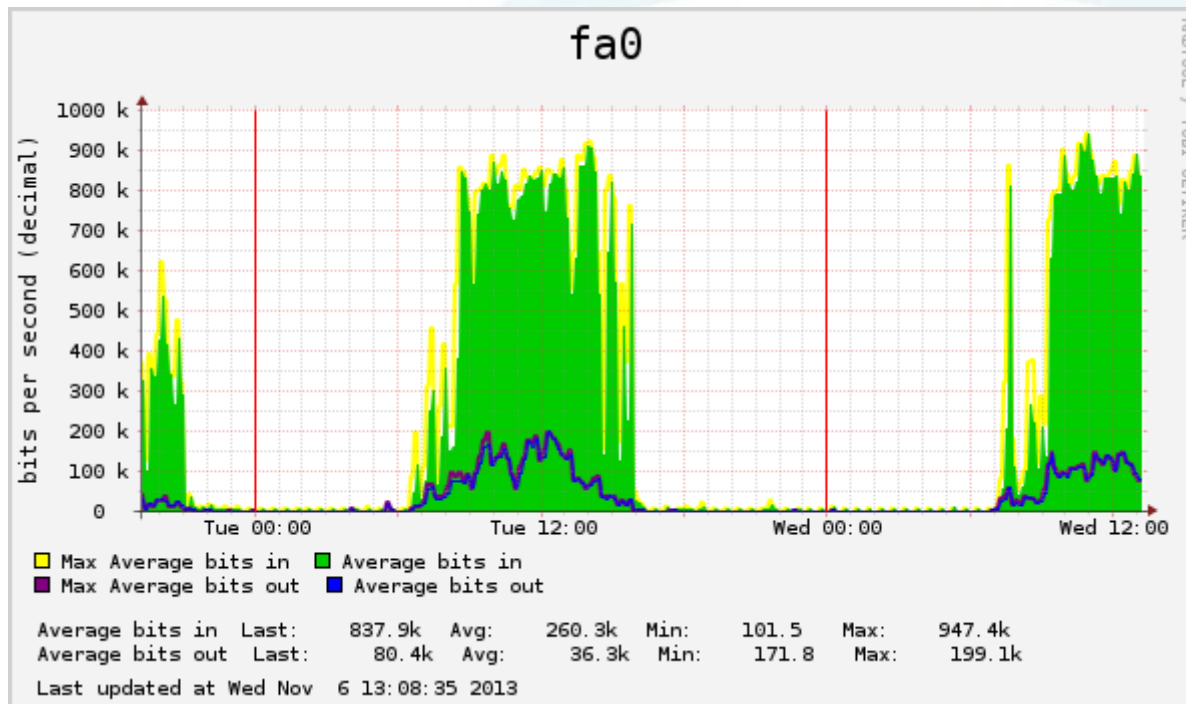 fa0
bits per second (decimal)
1000 k
900 k
800 k
700 k
600 k
500 k
400 k
300 k
200 k
100 k
0
Tue 00:00 Tue 12:00 Wed 00:00 Wed 12:00
Max Average bits in Average bits in
Max Average bits out Average bits out
Average bits in Last: 837.9k Avg: 260.3k Min: 101.5 Max: 947.4k
Average bits out Last: 80.4k Avg: 36.3k Min: 171.8 Max: 199.1k
Last updated at Wed Nov 6 13:08:35 2013